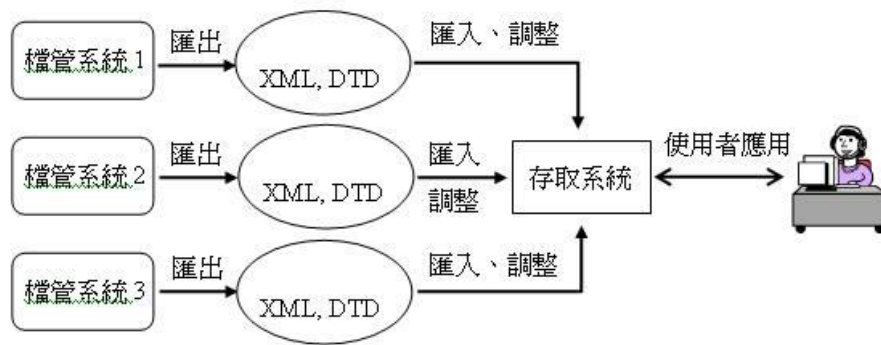 檔管系統 1
匯出
XML, DTD
匯入、調整
檔管系統 2
匯出
XML, DTD
匯入
調整
存取系統
使用者應用
檔管系統 3
匯出
XML, DTD
匯入、調整